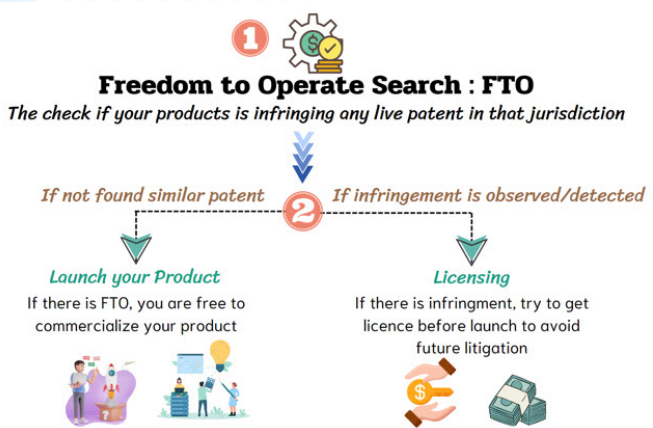 1
Freedom to Operate Search : FTO
The check if your products is infringing any live patent in that jurisdiction
If not found similar patent
2
If infringement is observed/detected
Launch your Product
If there is FTO, you are free to
commercialize your product
Licensing
If there is infringment, try to get
licence before launch to avoid
future litigation